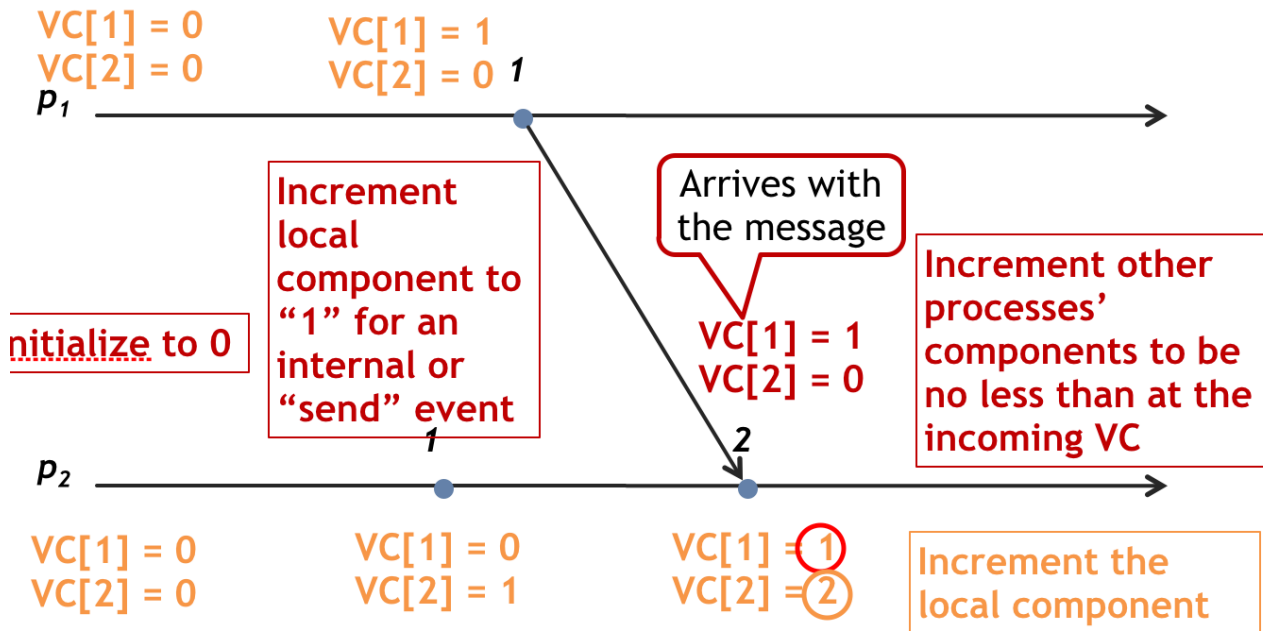 VC[1] = 0
VC[2] = 0
VC[1] = 1
VC[2] = 0
1
p1
Increment
local
component to
“1” for an
internal or
“send” event
Arrives with
the message
VC[1] = 1
VC[2] = 0
Increment other
processes’
components to be
no less than at the
incoming VC
nitialize to 0
1
2
p2
VC[1] = 0
VC[2] = 0
VC[1] = 0
VC[2] = 1
VC[1] = 1
VC[2] = 2
Increment the
local component